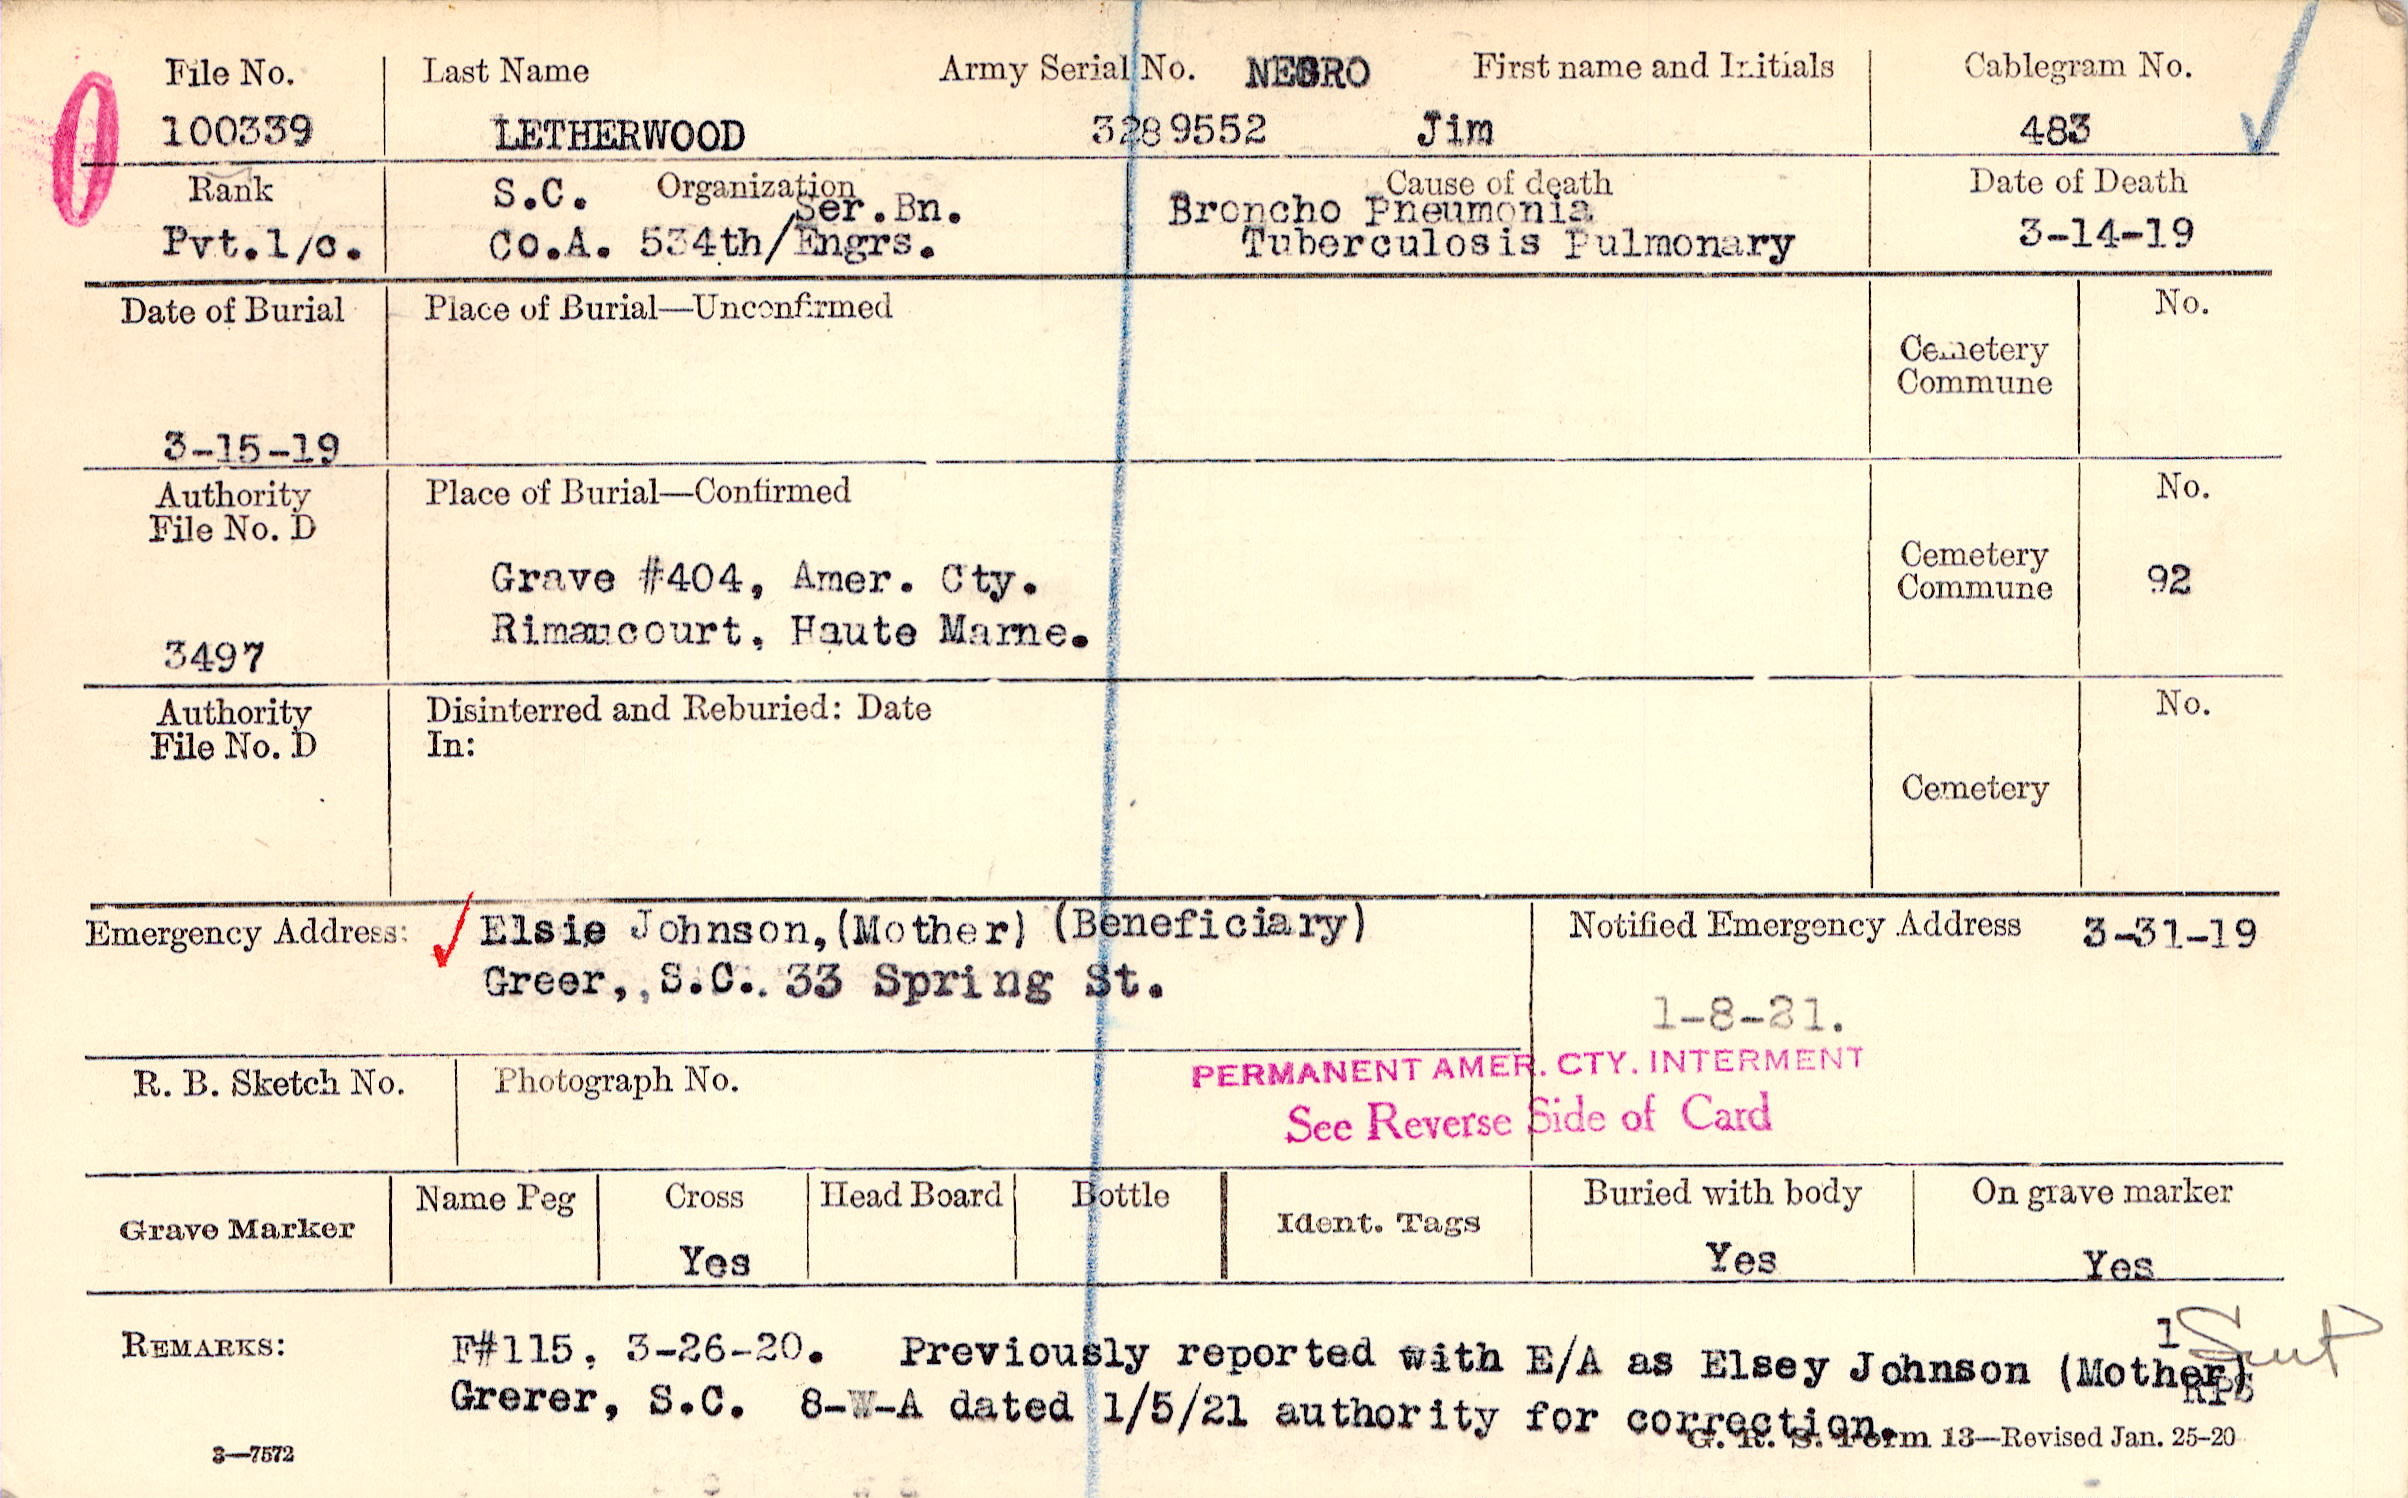 File No. Last Name Army Serial No. NEGRO First name and Initials Cablegram No.
100339 LETHERWOOD 3289552 Jim 483
Rank S.C. Organization Cause of death Date of Death
Ser.Bn. Broncho Pneumonia
Pvt.1/c. Co.A. 534th/Engrs. Tuberculosis Pulmonary 3-14-19
Date of Burial Place of Burial—Unconfirmed No.
Cemetery
Commune
3-15-19
Authority Place of Burial—Confirmed No.
File No. D
Grave #404, Amer. Cty. Cemetery
Commune 92
Rimaucourt, Haute Marne.
3497
Authority Disinterred and Reburied: Date No.
File No. D In:
Cemetery
Emergency Address: Elsie Johnson,(Mother) (Beneficiary) Notified Emergency Address 3-31-19
Greer,,S.C.. 33 Spring St.
1-8-21.
PERMANENT AMER. CTY. INTERMENT
R. B. Sketch No. Photograph No.
See Reverse Side of Card
Grave Marker Name Peg Cross Head Board Bottle Ident. Tags Buried with body On grave marker
Yes Yes Yes
1
REMARKS: F#115, 3-26-20. Previously reported with E/A as Elsey Johnson (Mother)
RPS
Grerer, S.C. 8-W-A dated 1/5/21 authority for correction.
3—7572 G. R. S. Form 13—Revised Jan. 25-20